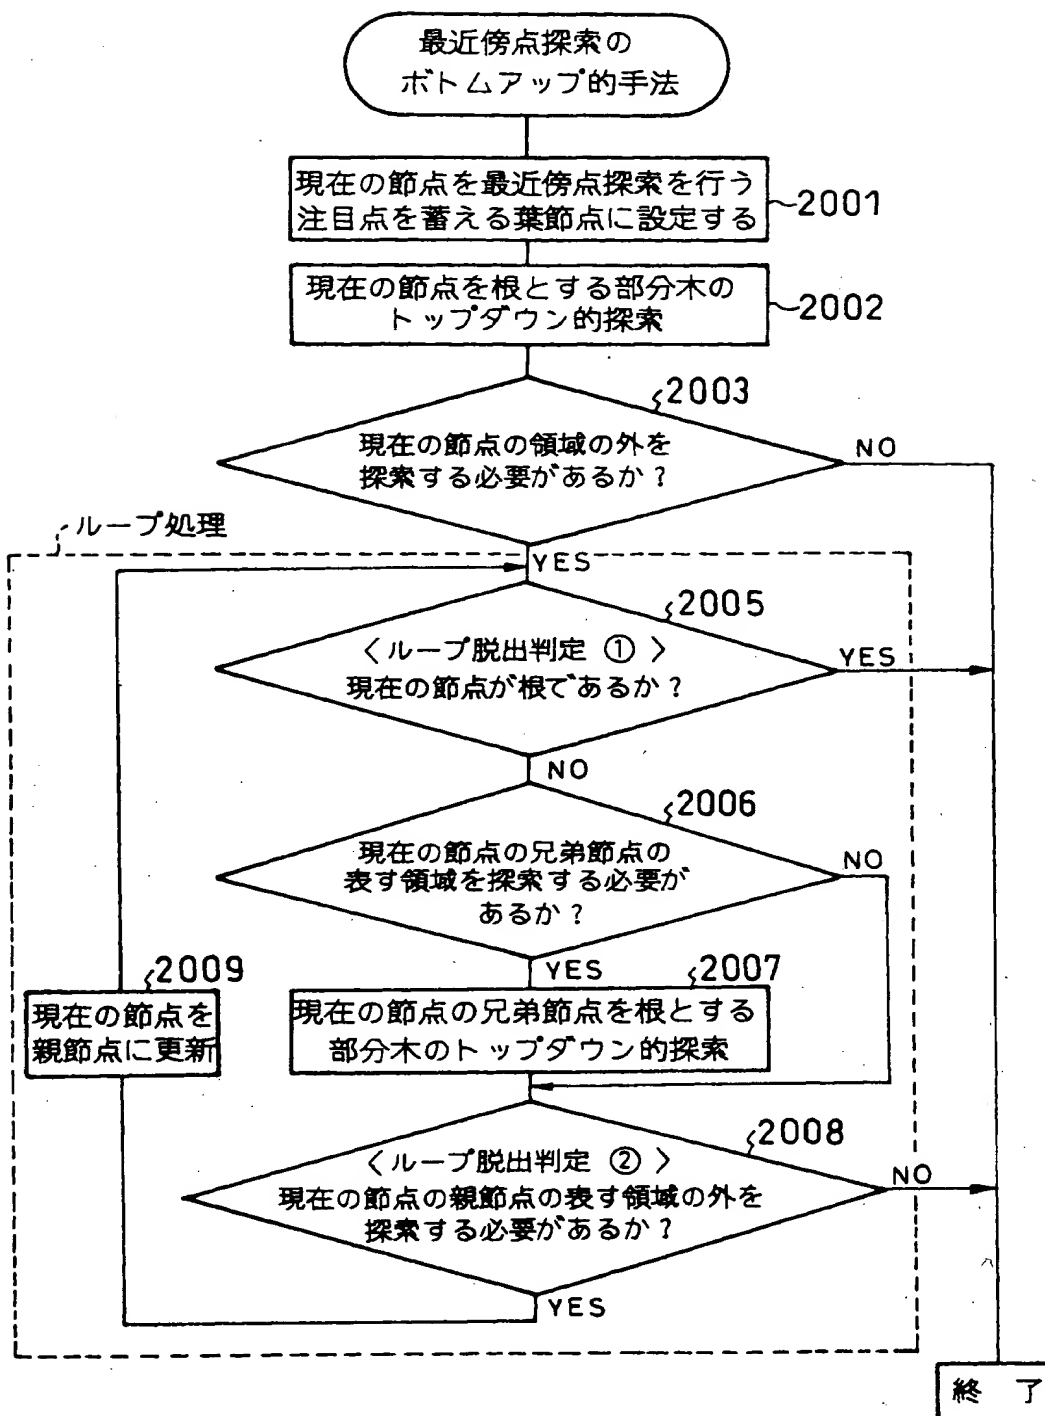 最近傍点探索の
ボトムアップ的手法
現在の節点を最近傍点探索を行う
注目点を蓄える葉節点に設定する
2001
現在の節点を根とする部分木の
トップダウン的探索
2002
2003
現在の節点の領域の外を
探索する必要があるか?
NO
ループ処理
YES
2005
〈ループ脱出判定 ①〉
現在の節点が根であるか?
YES
NO
2006
現在の節点の兄弟節点の
表す領域を探索する必要が
あるか?
NO
YES
2009
現在の節点を
親節点に更新
2007
現在の節点の兄弟節点を根とする
部分木のトップダウン的探索
2008
〈ループ脱出判定 ②〉
現在の節点の親節点の表す領域の外を
探索する必要があるか?
NO
YES
終 了